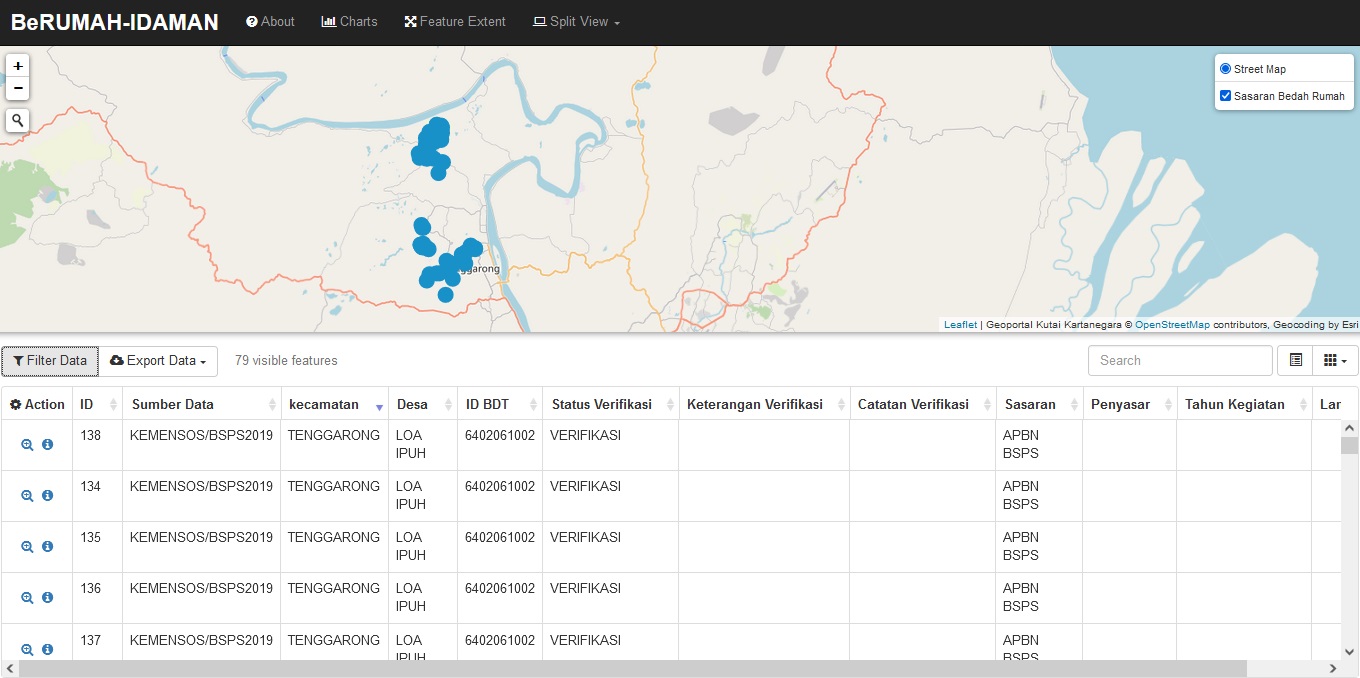 BeRUMAH-IDAMAN About Charts Feature Extent Split View
+
−
Street Map
Sasaran Bedah Rumah
Leaflet | Geoportal Kutai Kartanegara © OpenStreetMap contributors, Geocoding by Esri
Filter Data Export Data 79 visible features Search
Action ID Sumber Data kecamatan Desa ID BDT Status Verifikasi Keterangan Verifikasi Catatan Verifikasi Sasaran Penyasar Tahun Kegiatan Lar
138 KEMENSOS/BSPS2019 TENGGARONG LOA 6402061002 VERIFIKASI APBN
IPUH BSPS
134 KEMENSOS/BSPS2019 TENGGARONG LOA 6402061002 VERIFIKASI APBN
IPUH BSPS
135 KEMENSOS/BSPS2019 TENGGARONG LOA 6402061002 VERIFIKASI APBN
IPUH BSPS
136 KEMENSOS/BSPS2019 TENGGARONG LOA 6402061002 VERIFIKASI APBN
IPUH BSPS
137 KEMENSOS/BSPS2019 TENGGARONG LOA 6402061002 VERIFIKASI APBN
IPUH BSPS